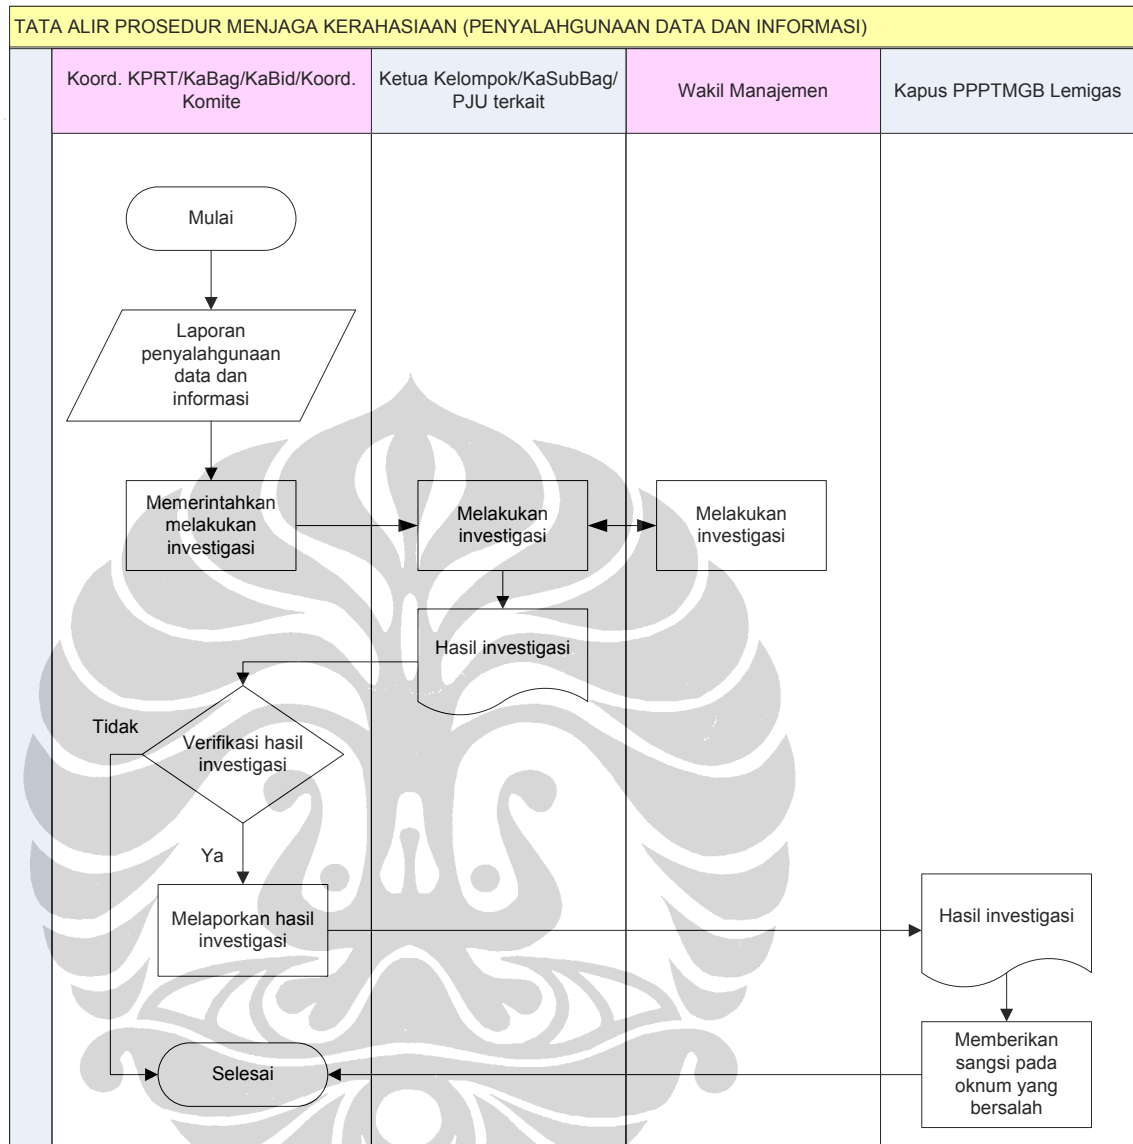 TATA ALIR PROSEDUR MENJAGA KERAHASIAAN (PENYALAHGUNAAN DATA DAN INFORMASI)
Koord. KPRT/KaBag/KaBid/Koord.
Komite
Ketua Kelompok/KaSubBag/
PJU terkait
Wakil Manajemen
Kapus PPPTMGB Lemigas
Mulai
Laporan
penyalahgunaan
data dan
informasi
Memerintahkan
melakukan
investigasi
Melakukan
investigasi
Melakukan
investigasi
Hasil investigasi
Tidak
Verifikasi hasil
investigasi
Ya
Melaporkan hasil
investigasi
Hasil investigasi
Memberikan
sangsi pada
oknum yang
bersalah
Selesai